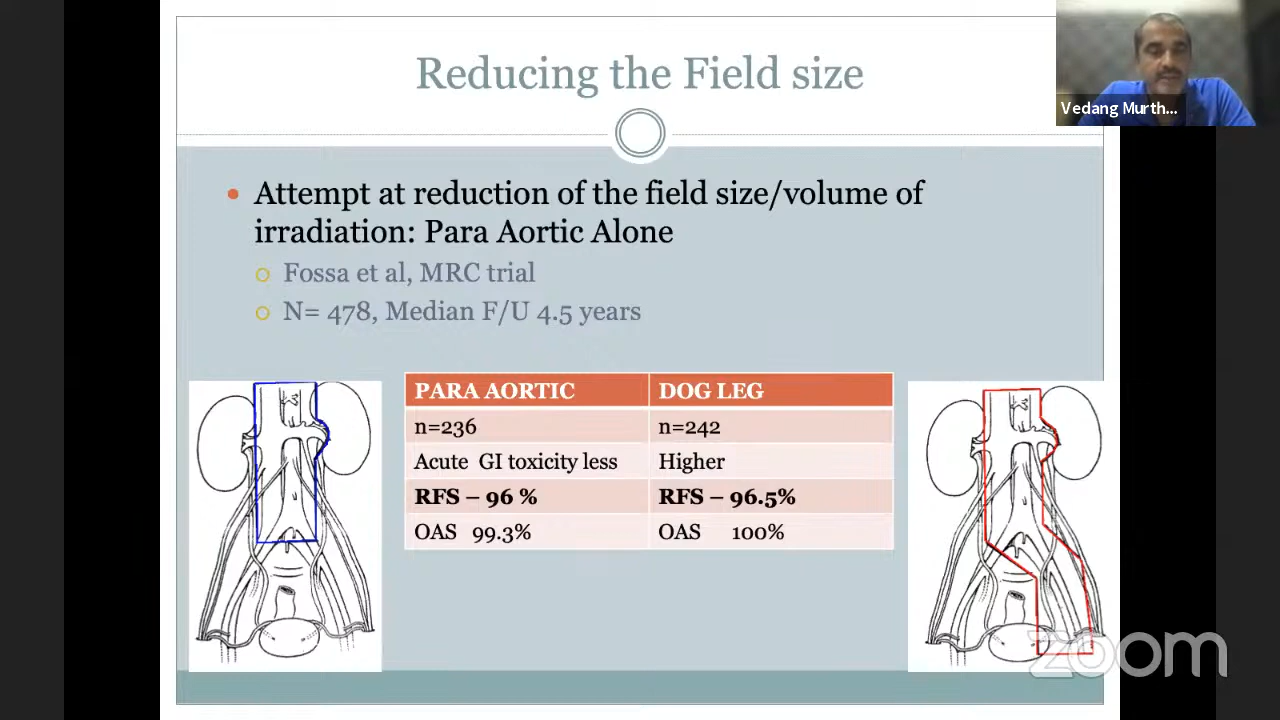 Reducing the Field size
Vedang Murth...
Attempt at reduction of the field size/volume of
irradiation: Para Aortic Alone
Fossa et al, MRC trial
N= 478, Median F/U 4.5 years
PARA AORTIC DOG LEG
n=236 n=242
Acute GI toxicity less Higher
RFS – 96 % RFS – 96.5%
OAS 99.3% OAS 100%
zoom